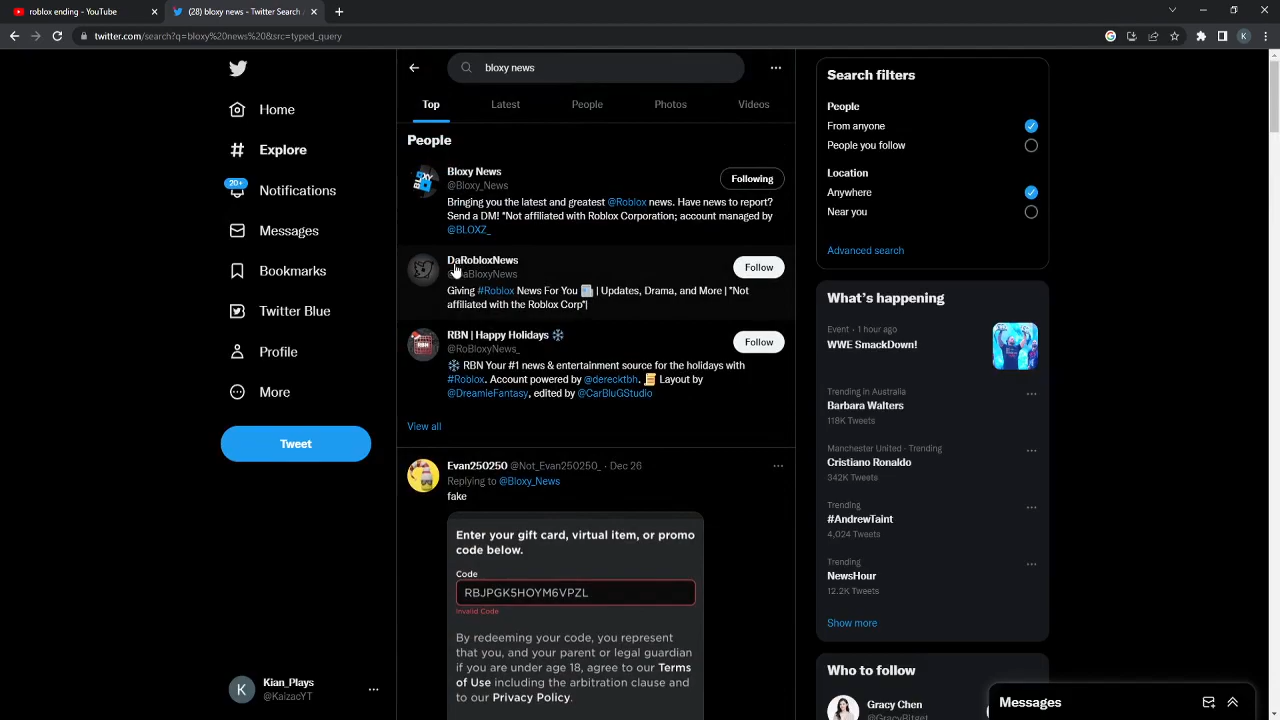 roblox ending - YouTube
(28) bloxy news - Twitter Search
twitter.com/search?q=bloxy%20news%20&src=typed_query
K
Home
Explore
20+
Notifications
Messages
Bookmarks
Twitter Blue
Profile
More
Tweet
K
Kian_Plays
@KaizacYT
bloxy news
Top
Latest
People
Photos
Videos
People
Bloxy News
@Bloxy_News
Following
Bringing you the latest and greatest @Roblox news. Have news to report?
Send a DM! *Not affiliated with Roblox Corporation; account managed by
@BLOXZ_
DaRobloxNews
DaBloxyNews
Follow
Giving #Roblox News For You 📰 | Updates, Drama, and More | "Not
affiliated with the Roblox Corp"|
RBN | Happy Holidays ❄
@RoBloxyNews_
Follow
❄ RBN Your #1 news & entertainment source for the holidays with
#Roblox. Account powered by @derecktbh. 📜 Layout by
@DreamieFantasy, edited by @CarBluGStudio
View all
Evan250250 @Not_Evan250250_ · Dec 26
Replying to @Bloxy_News
fake
Enter your gift card, virtual item, or promo
code below.
Code
RBJPGK5HOYM6VPZL
Invalid Code
By redeeming your code, you represent
that you, and your parent or legal guardian
if you are under age 18, agree to our Terms
of Use including the arbitration clause and
to our Privacy Policy.
Search filters
People
From anyone
People you follow
Location
Anywhere
Near you
Advanced search
What's happening
Event · 1 hour ago
WWE SmackDown!
Trending in Australia
Barbara Walters
118K Tweets
Manchester United · Trending
Cristiano Ronaldo
342K Tweets
Trending
#AndrewTaint
4,024 Tweets
Trending
NewsHour
12.2K Tweets
Show more
Who to follow
Gracy Chen
@GracyBitget
Messages